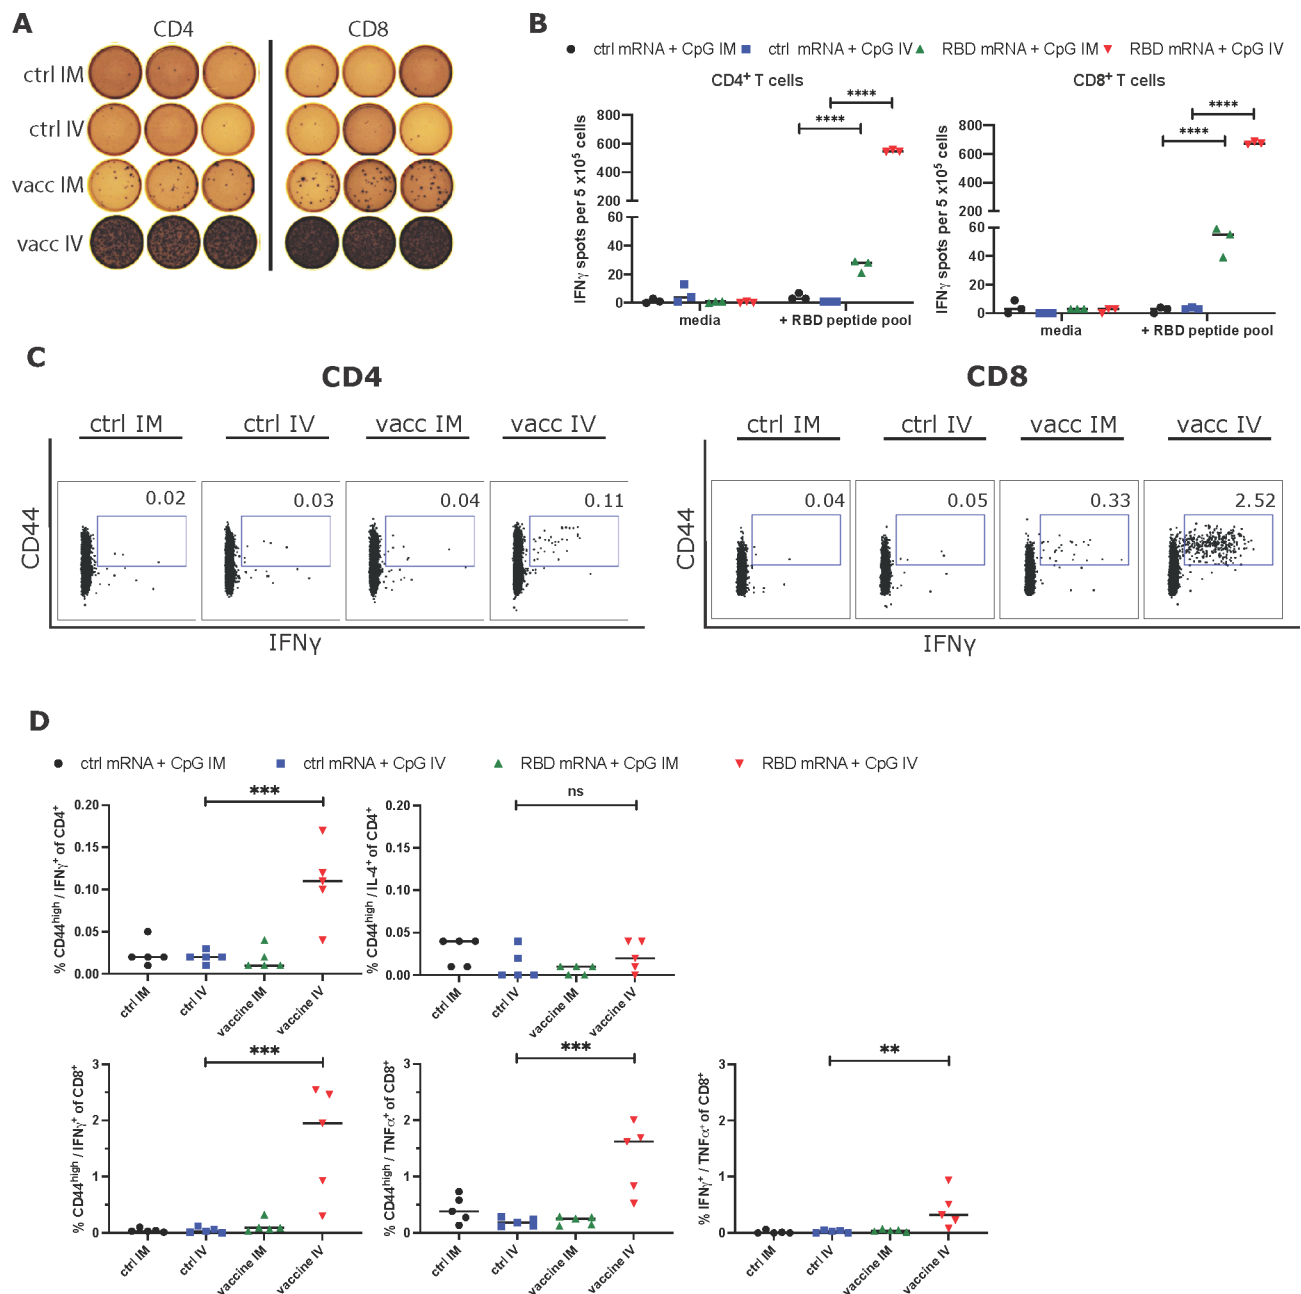 A
CD4
CD8
ctrl IM
ctrl IV
vacc IM
vacc IV
B
ctrl mRNA + CpG IM
ctrl mRNA + CpG IV
RBD mRNA + CpG IM
RBD mRNA + CpG IV
CD4+ T cells
****
****
IFNγ spots per 5 x10⁵ cells
800
600
400
200
60
40
20
0
media
+ RBD peptide pool
CD8+ T cells
****
****
IFNγ spots per 5 x10⁵ cells
800
600
400
200
60
40
20
0
media
+ RBD peptide pool
C
CD4
ctrl IM
ctrl IV
vacc IM
vacc IV
0.02
0.03
0.04
0.11
CD44
IFNγ
CD8
ctrl IM
ctrl IV
vacc IM
vacc IV
0.04
0.05
0.33
2.52
CD44
IFNγ
D
ctrl mRNA + CpG IM
ctrl mRNA + CpG IV
RBD mRNA + CpG IM
RBD mRNA + CpG IV
***
% CD44high / IFNγ+ of CD4+
0.20
0.15
0.10
0.05
0.00
ctrl IM
ctrl IV
vaccine IM
vaccine IV
ns
% CD44high / IL-4+ of CD4+
0.20
0.15
0.10
0.05
0.00
ctrl IM
ctrl IV
vaccine IM
vaccine IV
***
% CD44high / IFNγ+ of CD8+
3
2
1
0
ctrl IM
ctrl IV
vaccine IM
vaccine IV
***
% CD44high / TNFα+ of CD8+
3
2
1
0
ctrl IM
ctrl IV
vaccine IM
vaccine IV
**
% IFNγ+ / TNFα+ of CD8+
3
2
1
0
ctrl IM
ctrl IV
vaccine IM
vaccine IV